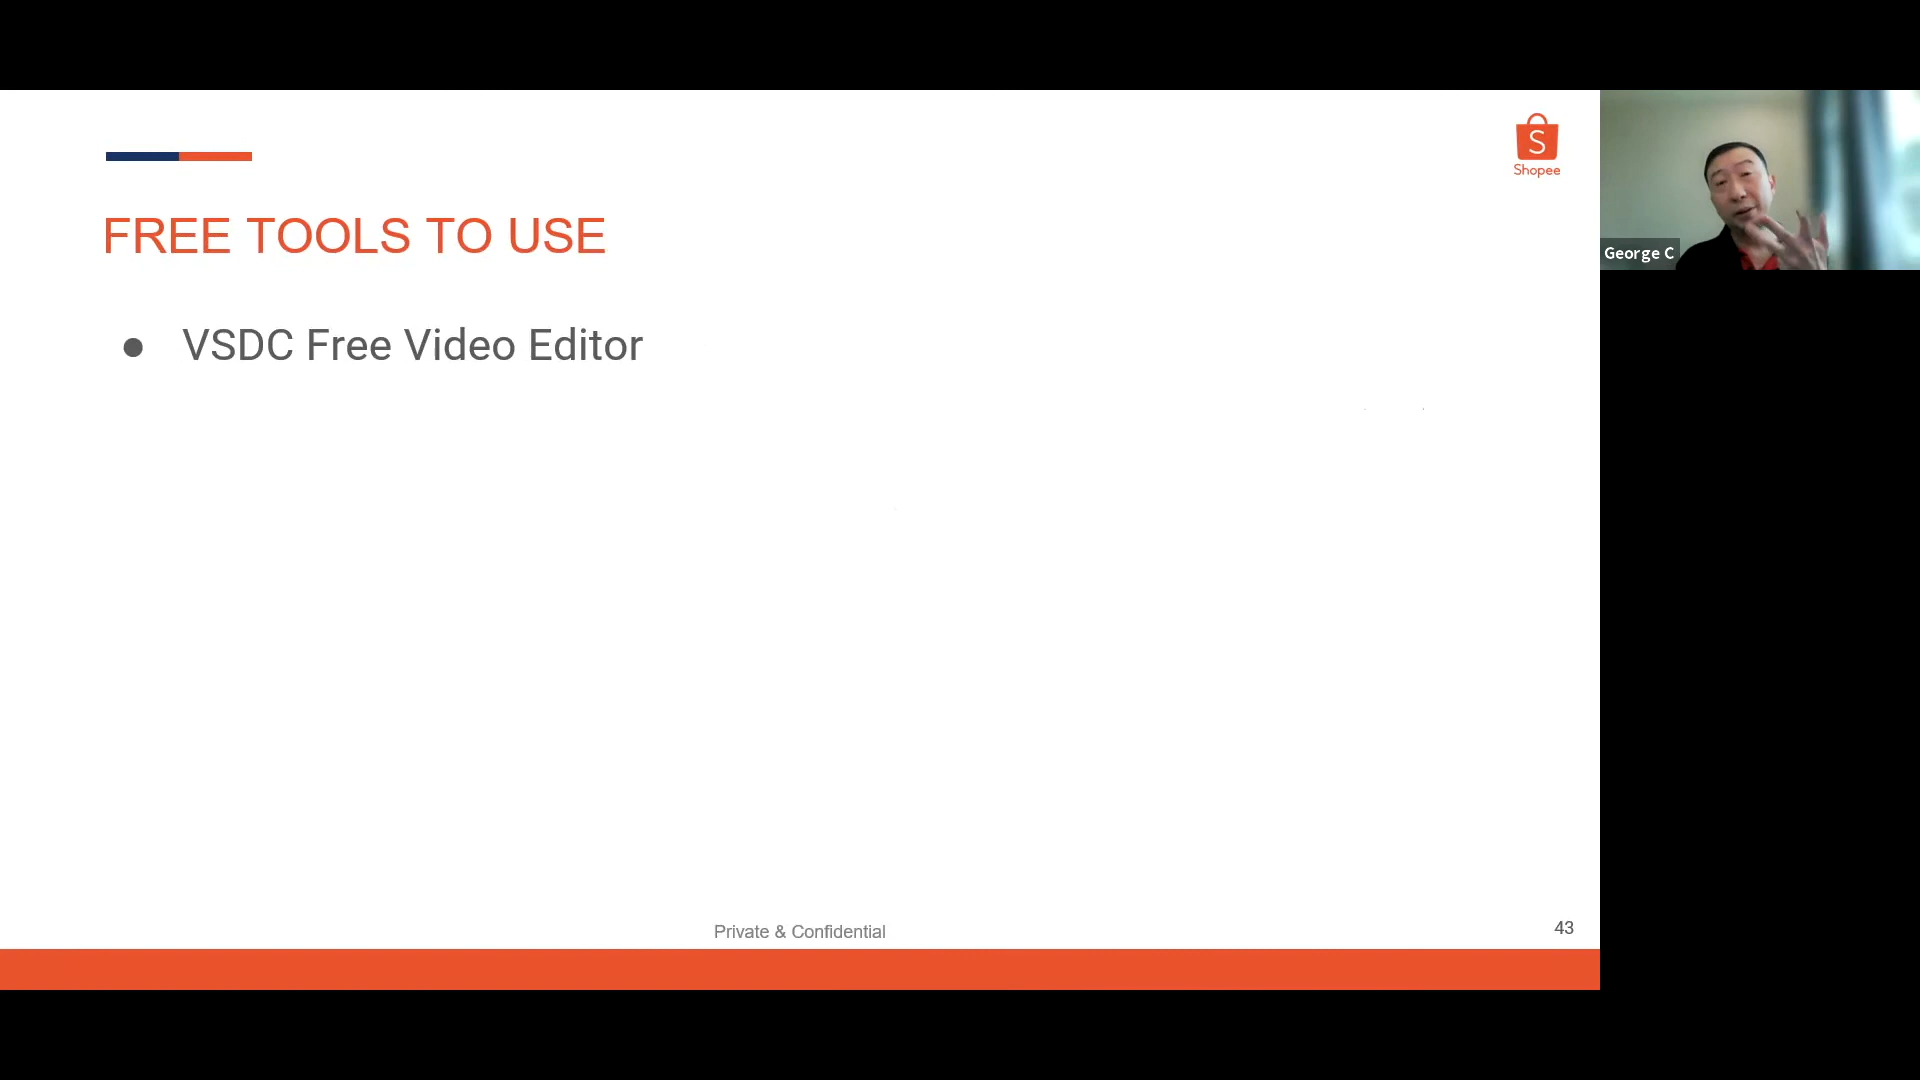 S
Shopee
FREE TOOLS TO USE
● VSDC Free Video Editor
George C
Private & Confidential
43